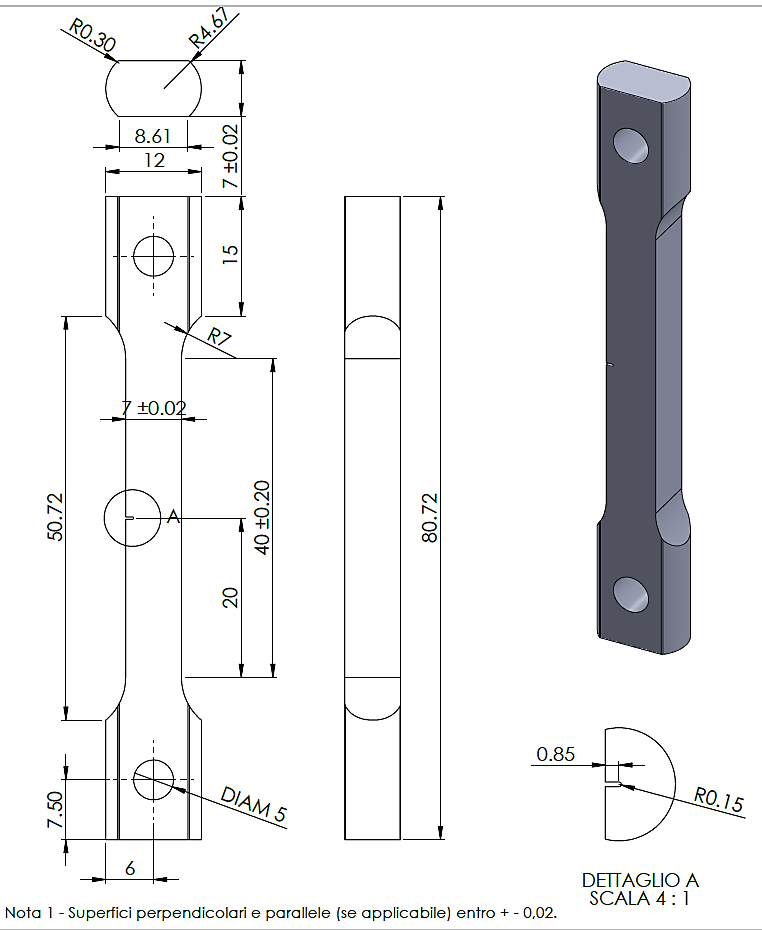 R0.30
R4.67
8.61
12
7 ±0.02
15
R7
7 ±0.02
50.72
A
40 ±0.20
80.72
20
0.85
R0.15
7.50
DIAM 5
6
DETTAGLIO A
SCALA 4 : 1
Nota 1 - Superfici perpendicolari e parallele (se applicabile) entro + - 0,02.